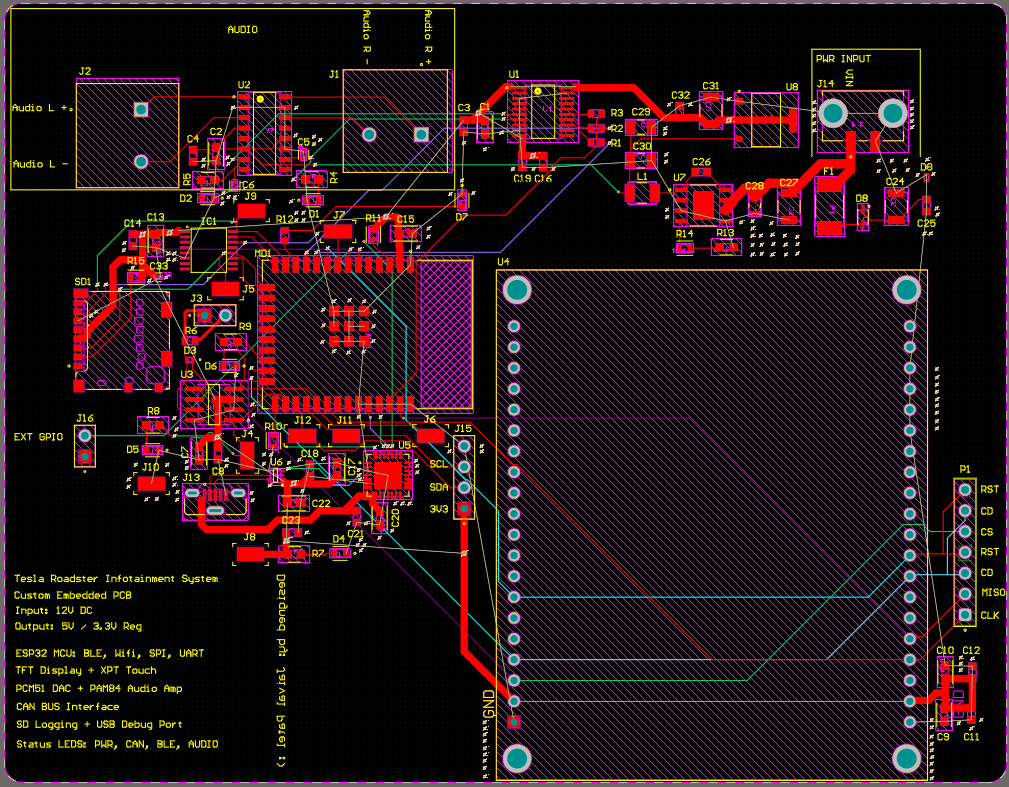 AUDIO
Audio R -
Audio R +
PWR INPUT
VIN
J2
U2
J1
U1
J14
Audio L +
Audio L -
C3
C1
C32
C31
U8
R3
R2
R1
C29
C30
C4
C2
C5
R5
R4
C6
D2
D1
C19
C16
L1
C26
U7
C28
C27
F1
D8
C24
D9
C25
J9
D7
IC1
R12
J7
R11
C15
R14
R13
C14
C13
R15
C33
MD1
U4
SD1
J5
J3
R6
R9
D3
D6
U3
J16
EXT GPIO
R8
D5
J10
C7
C8
J4
R10
J12
J11
J6
J15
U5
U6
C18
C17
SCL
SDA
3V3
J13
C22
C20
C21
C23
J8
R7
D4
P1
RST
CD
CS
RST
CD
MISO
CLK
Tesla Roadster Infotainment System
Custom Embedded PCB
Input: 12V DC
Output: 5V / 3.3V Reg
ESP32 MCU: BLE, Wifi, SPI, UART
TFT Display + XPT Touch
PCM51 DAC + PAM84 Audio Amp
CAN BUS Interface
SD Logging + USB Debug Port
Status LEDS: PWR, CAN, BLE, AUDIO
GND
C10
C12
GND
C9
C11